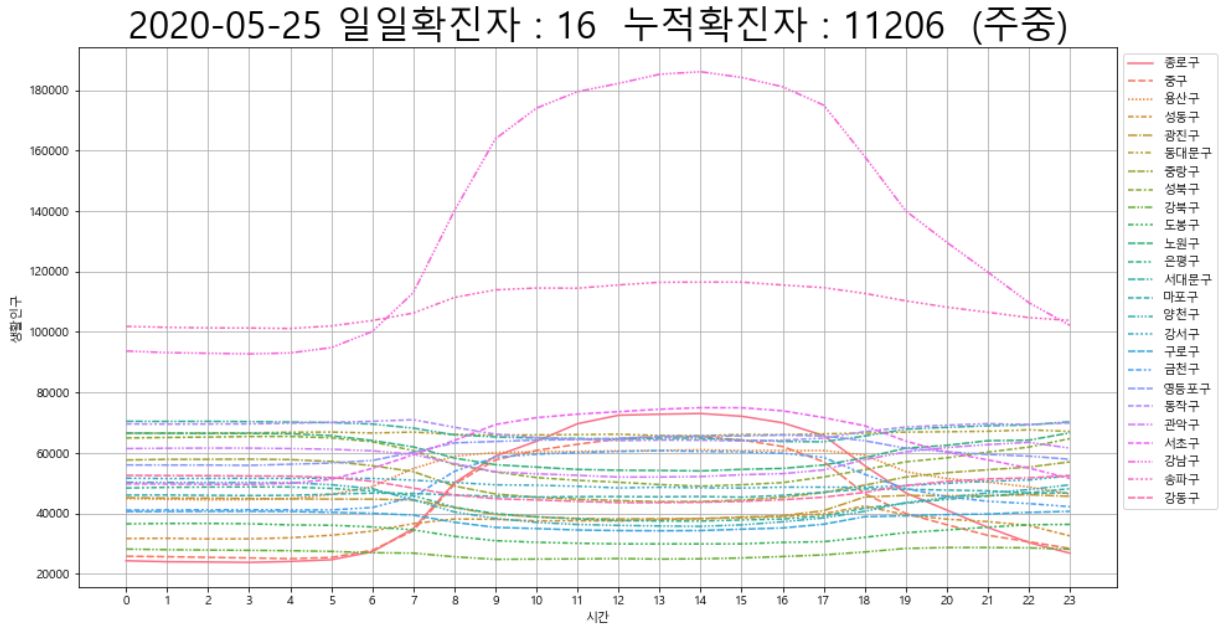 2020-05-25 일일확진자 : 16 누적확진자 : 11206 (주중)
종로구
중구
용산구
성동구
광진구
동대문구
중랑구
성북구
강북구
도봉구
노원구
은평구
서대문구
마포구
양천구
강서구
구로구
금천구
영등포구
동작구
관악구
서초구
강남구
송파구
강동구
생활인구
180000
160000
140000
120000
100000
80000
60000
40000
20000
0 1 2 3 4 5 6 7 8 9 10 11 12 13 14 15 16 17 18 19 20 21 22 23
시간